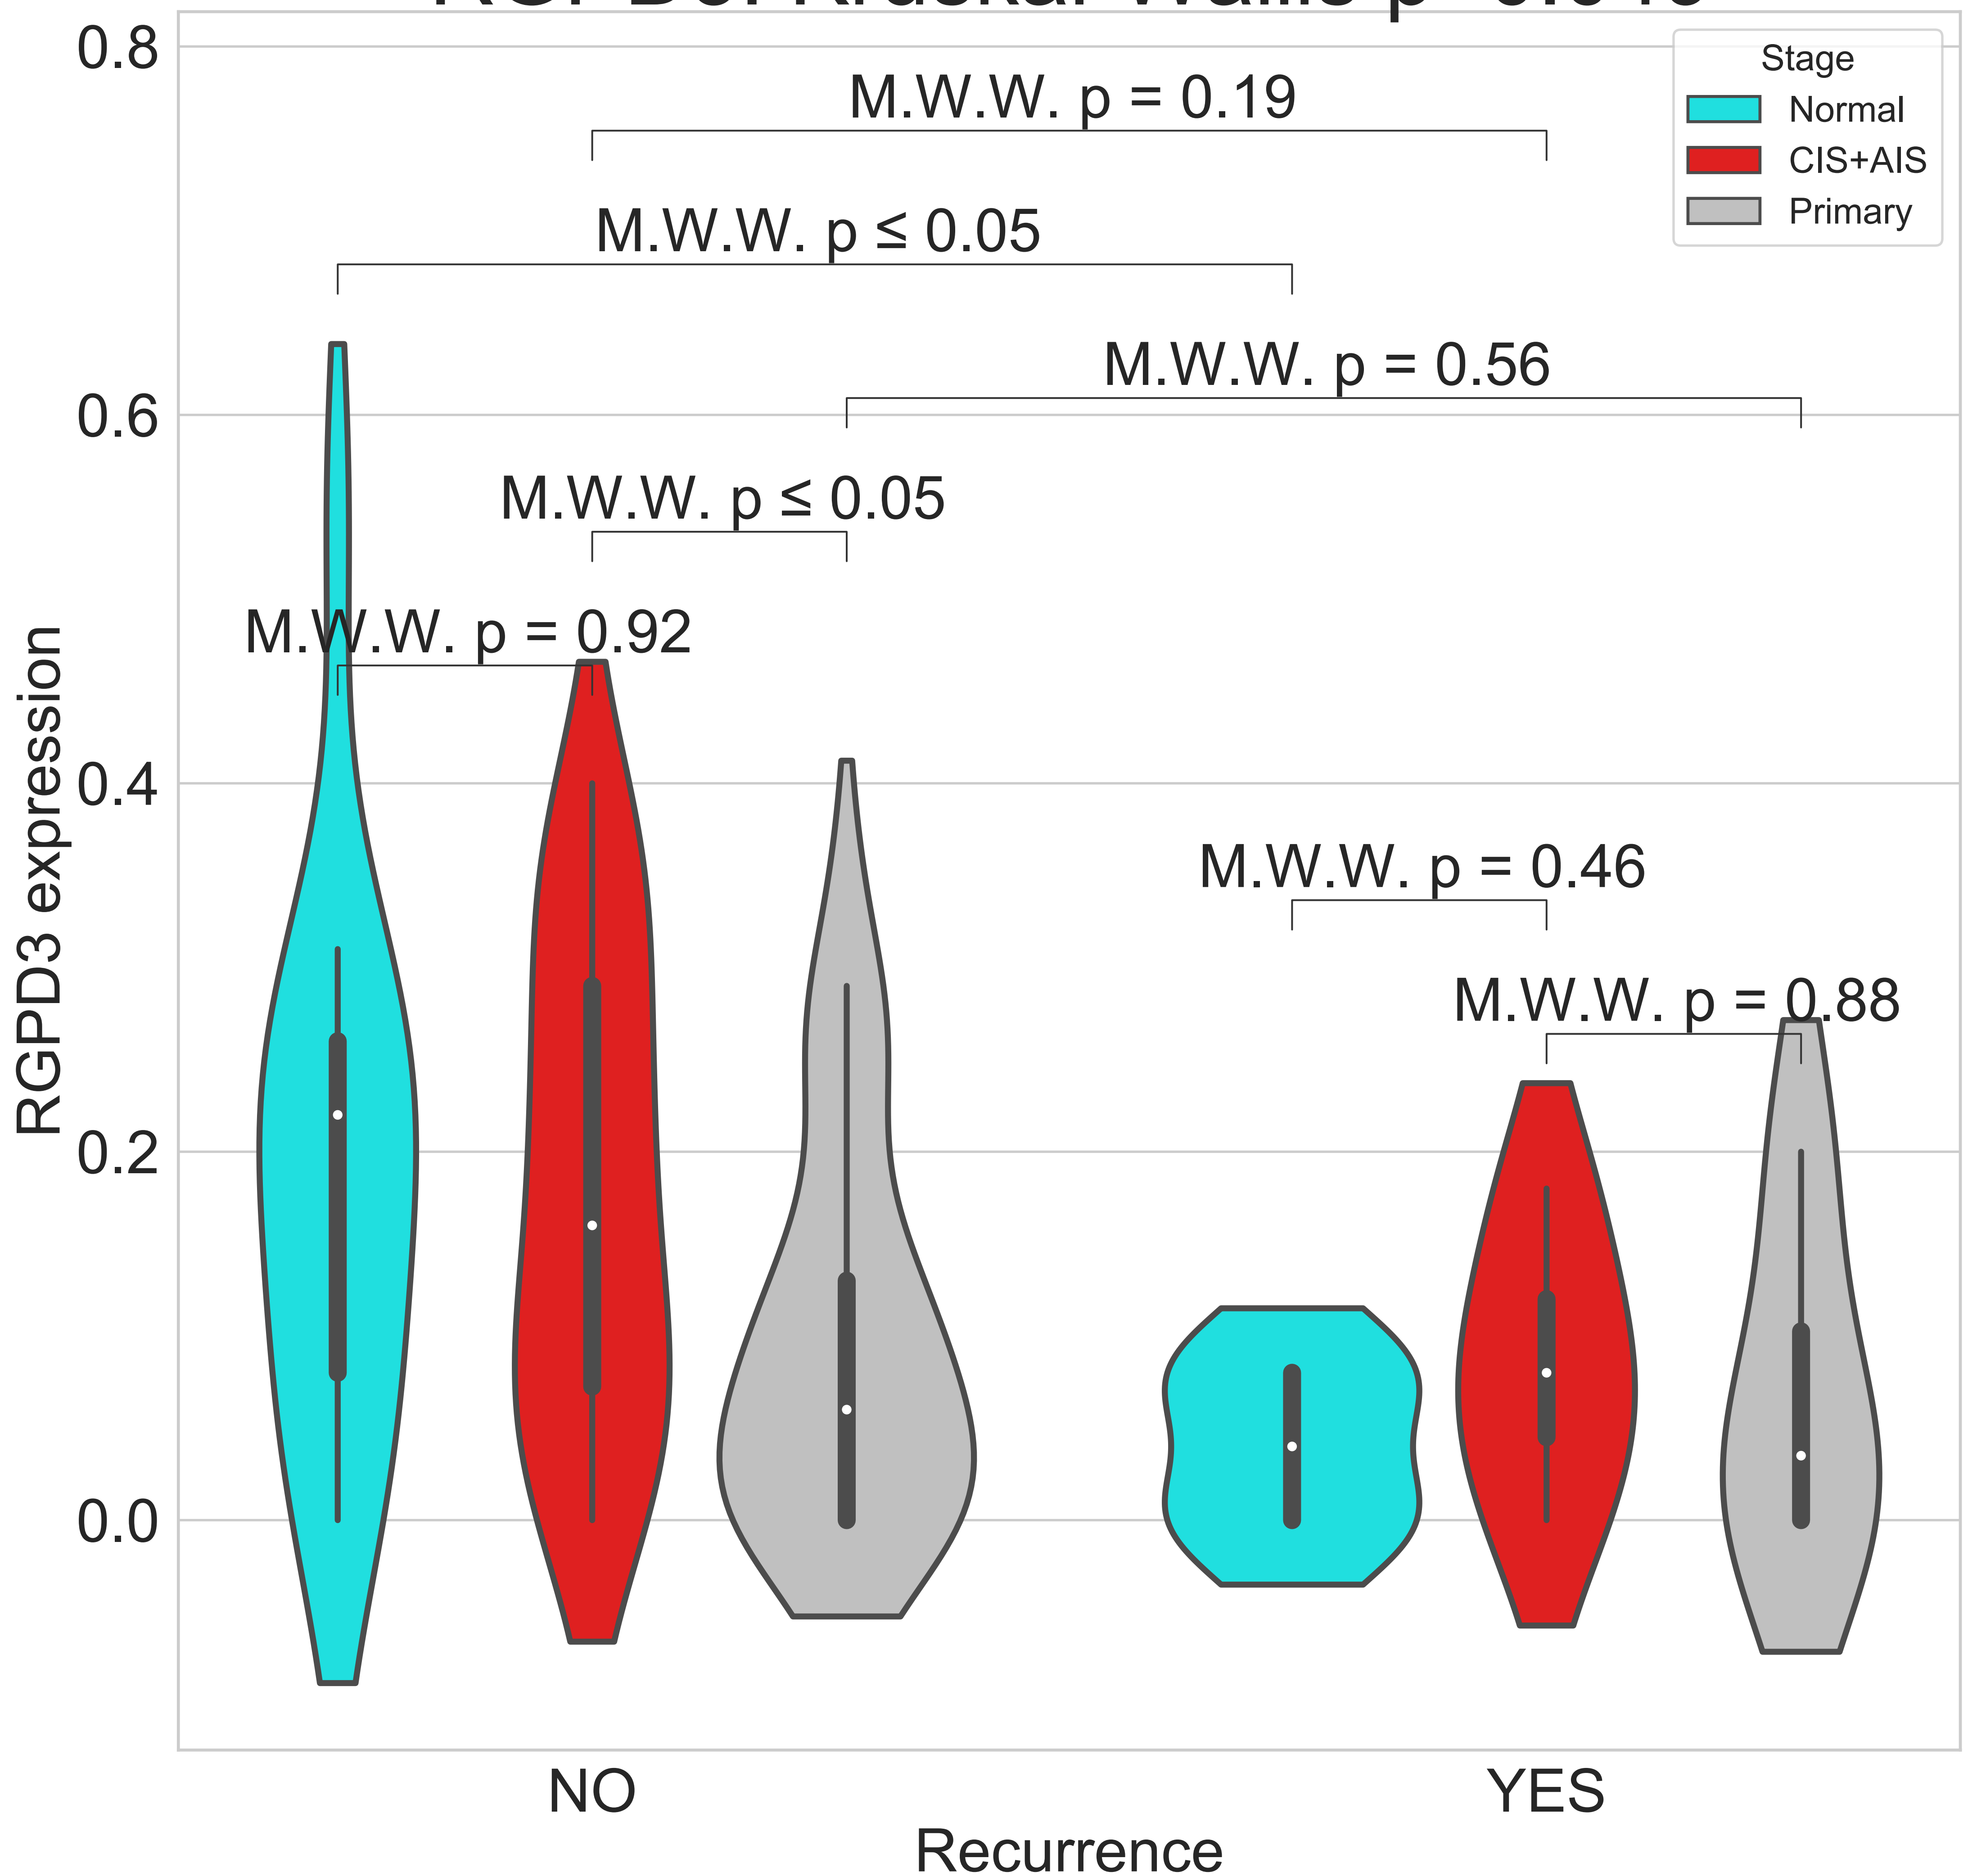 0.8
0.6
0.4
0.2
0.0
RGPD3 expression
M.W.W. p = 0.19
M.W.W. p ≤ 0.05
M.W.W. p = 0.56
M.W.W. p ≤ 0.05
M.W.W. p = 0.92
M.W.W. p = 0.46
M.W.W. p = 0.88
Stage
Normal
CIS+AIS
Primary
NO
YES
Recurrence